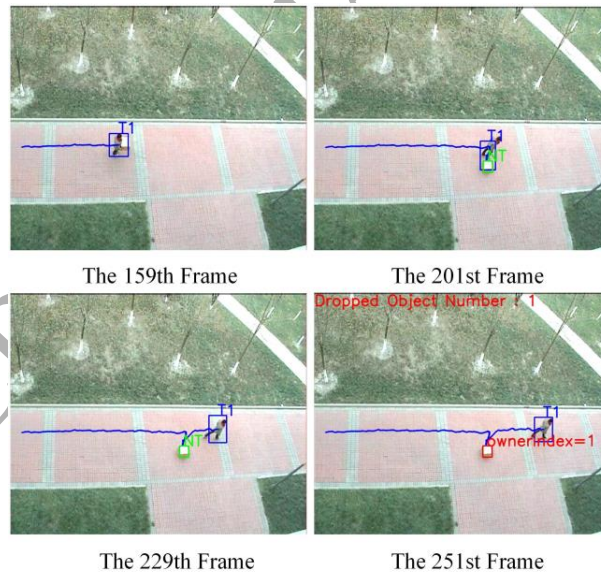 T1
T1
NT
The 159th Frame
The 201st Frame
Dropped Object Number : 1
T1
NT
T1
ownerIndex=1
The 229th Frame
The 251st Frame